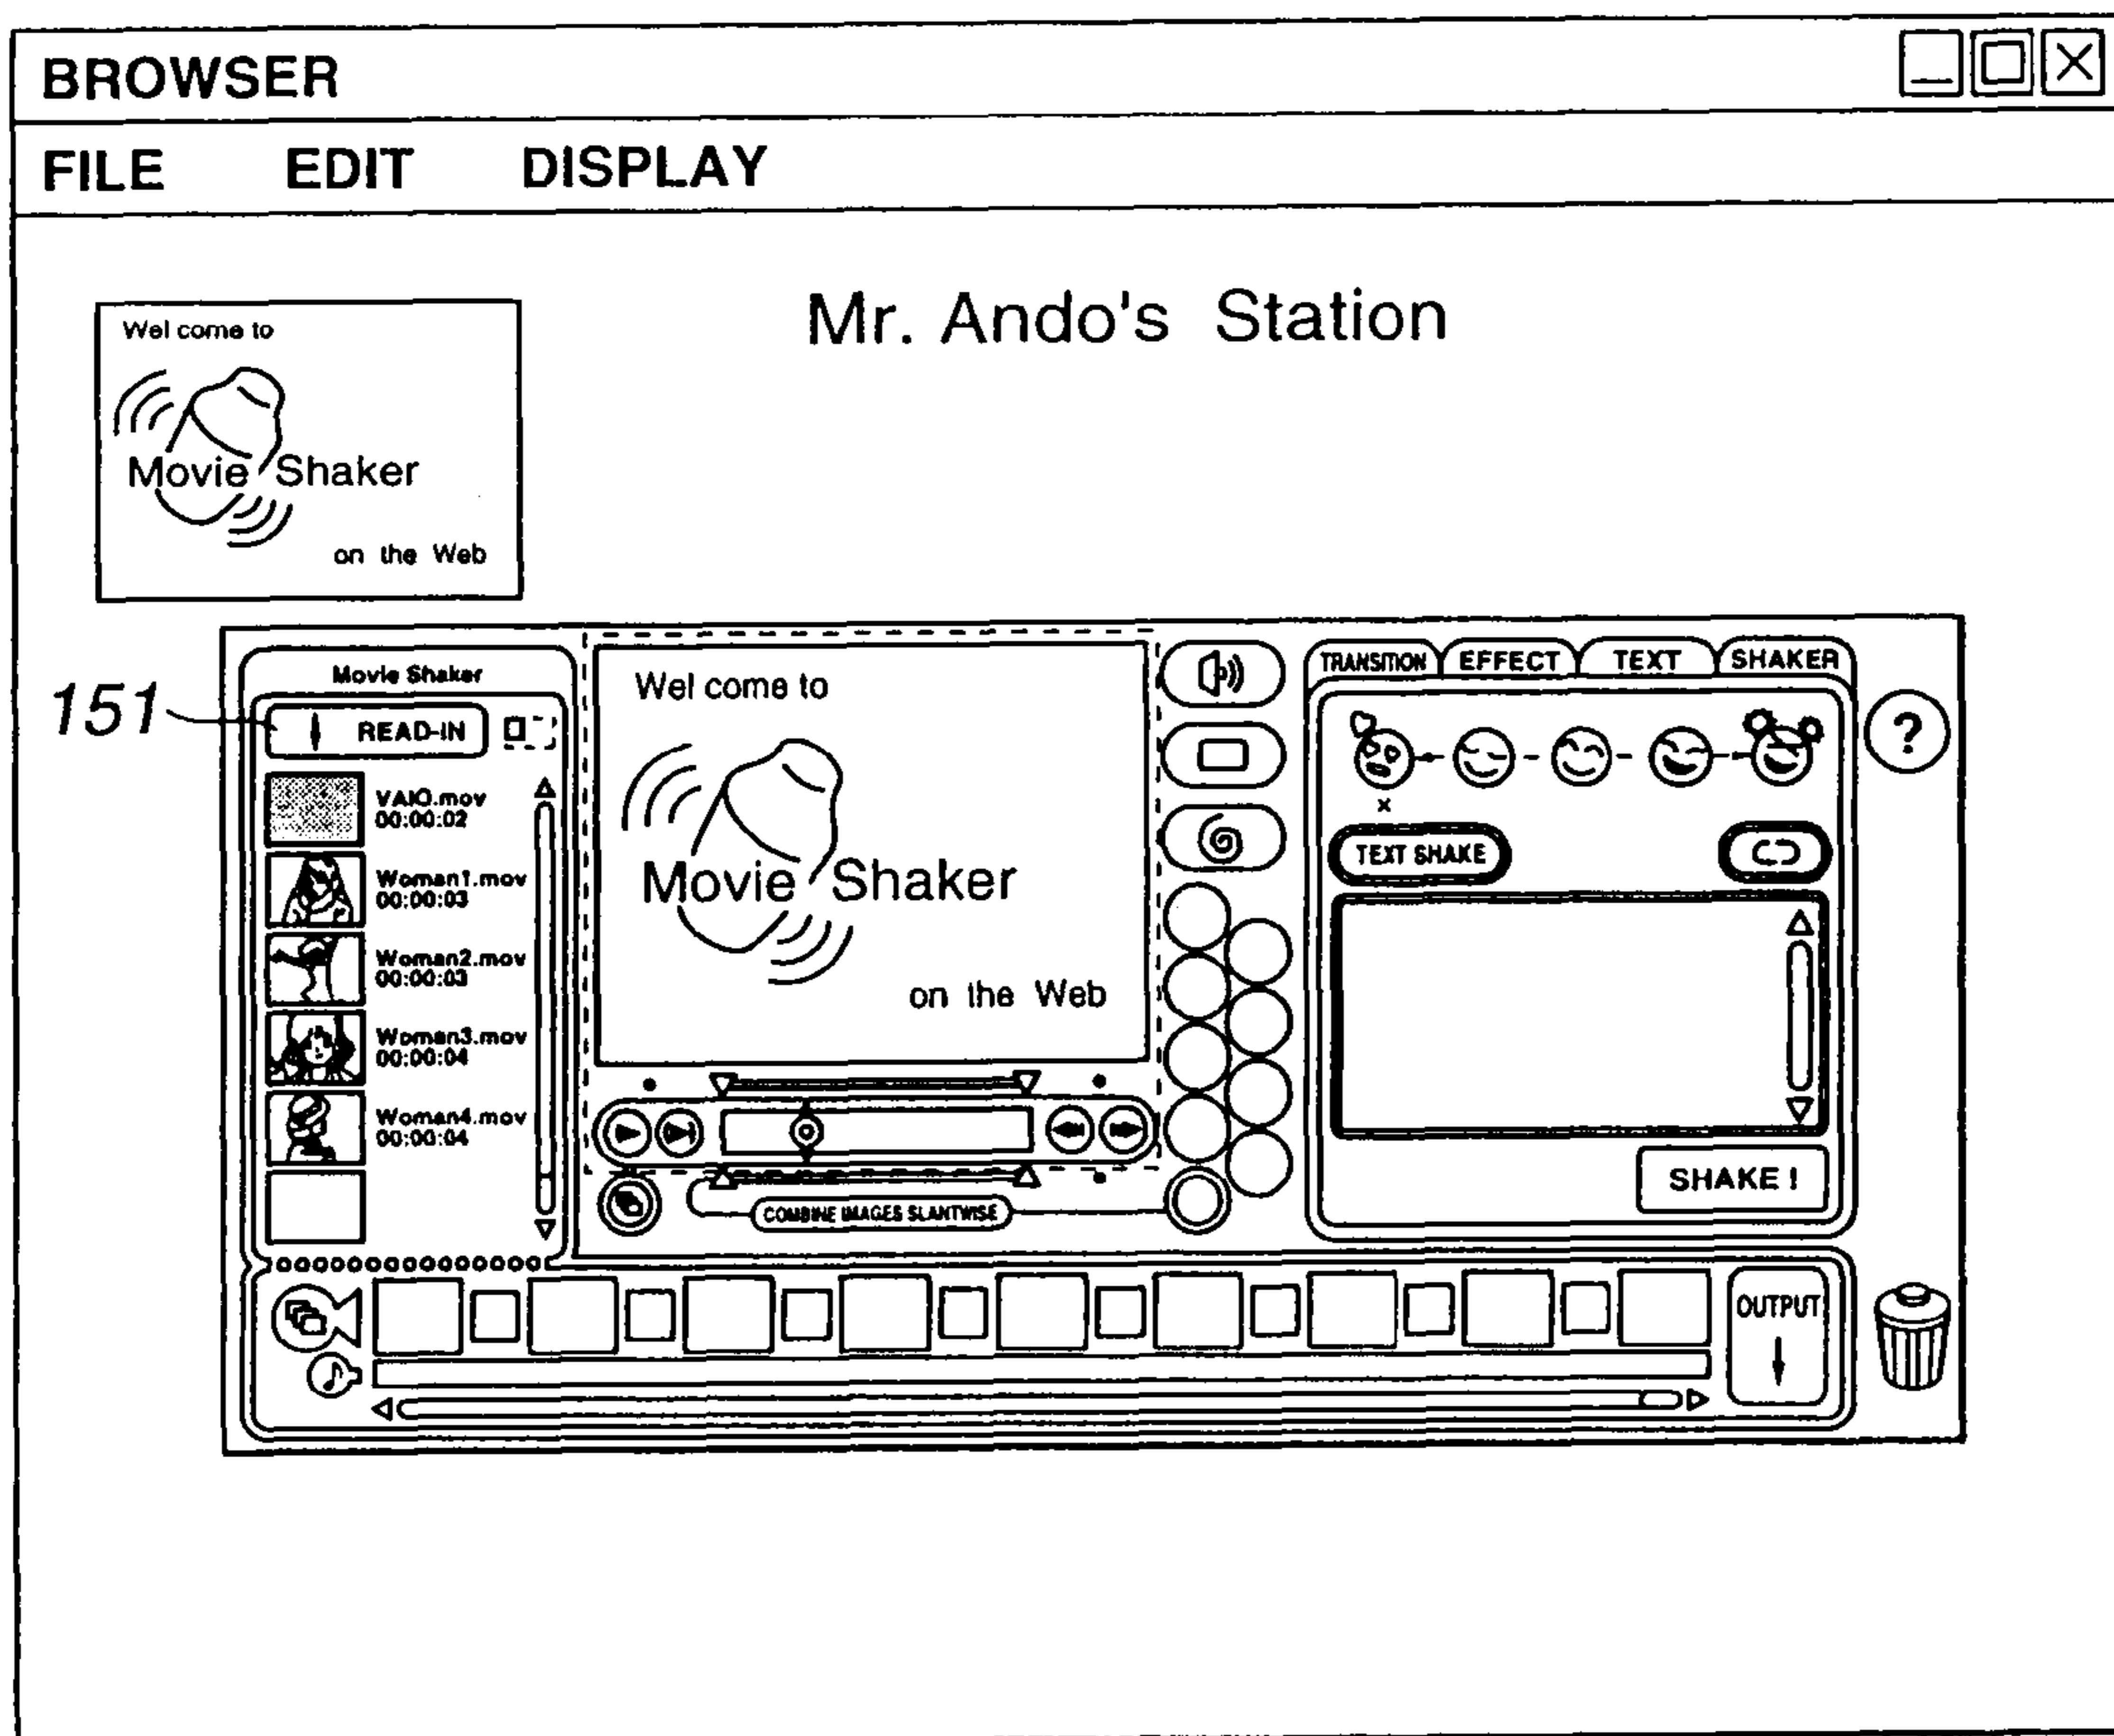 BROWSER
FILE EDIT DISPLAY
Mr. Ando's Station
Wel come to
Movie Shaker
on the Web
151
Movie Shaker
READ-IN
VAIO.mov
00:00:02
Woman1.mov
00:00:03
Woman2.mov
00:00:03
Woman3.mov
00:00:04
Woman4.mov
00:00:04
Wel come to
Movie Shaker
on the Web
COMBINE IMAGES SLANTWISE
TRANSITION EFFECT TEXT SHAKER
?
x
TEXT SHAKE
SHAKE !
OUTPUT